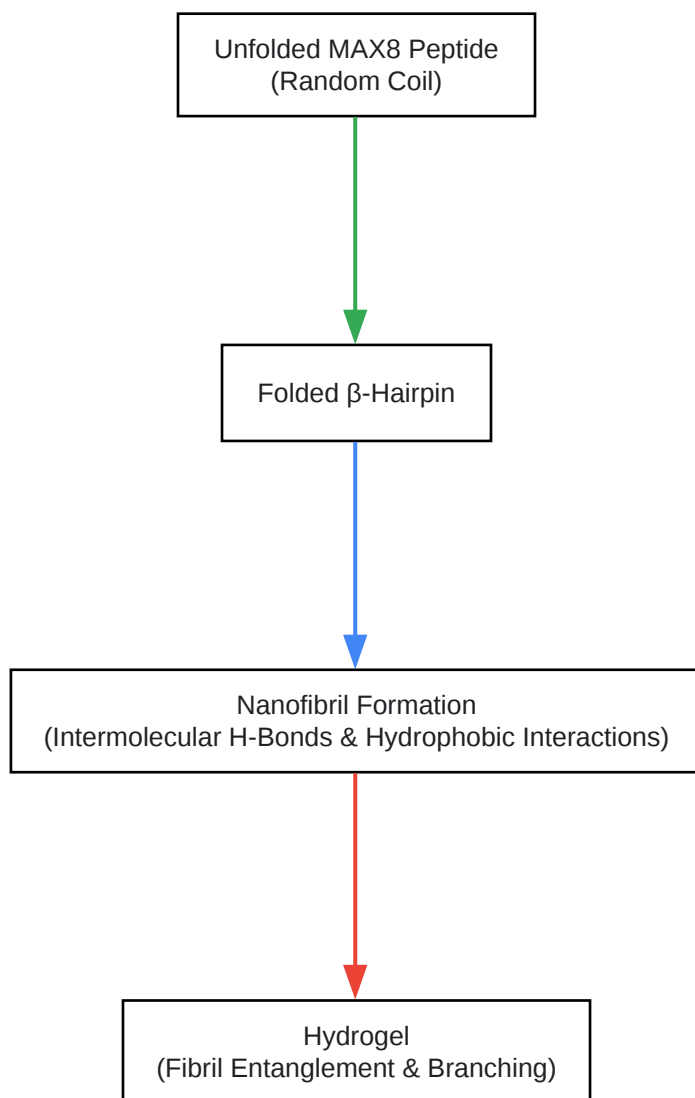 Unfolded MAX8 Peptide
(Random Coil)
Folded β-Hairpin
Nanofibril Formation
(Intermolecular H-Bonds & Hydrophobic Interactions)
Hydrogel
(Fibril Entanglement & Branching)